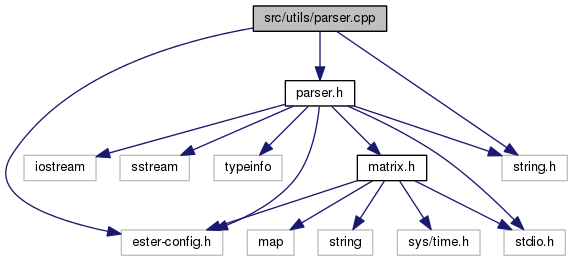 src/utils/parser.cpp
parser.h
iostream
sstream
typeinfo
matrix.h
string.h
ester-config.h
map
string
sys/time.h
stdio.h